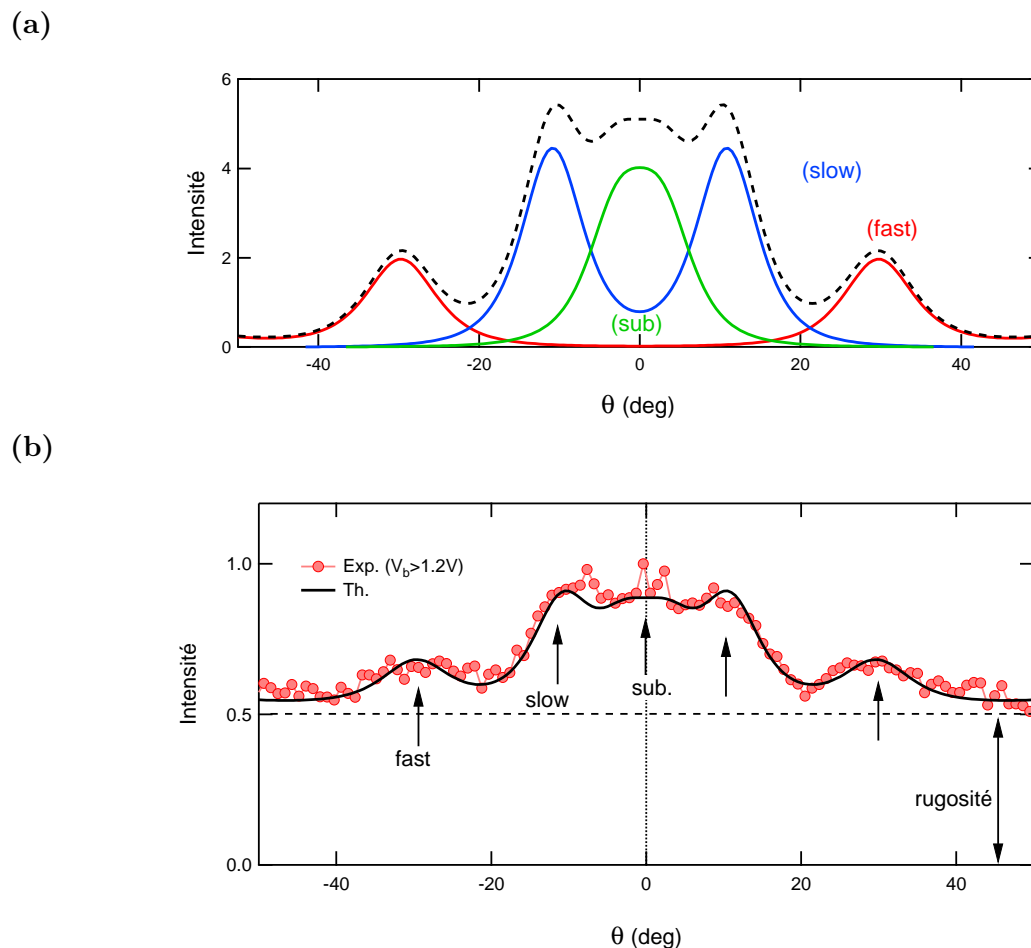 (a)
6
4
2
0
Intensité
(slow)
(fast)
(sub)
-40 -20 0 20 40
θ (deg)
(b)
1.0
0.5
0.0
Intensité
Exp. (V_b>1.2V)
Th.
slow
sub.
fast
rugosité
-40 -20 0 20 40
θ (deg)